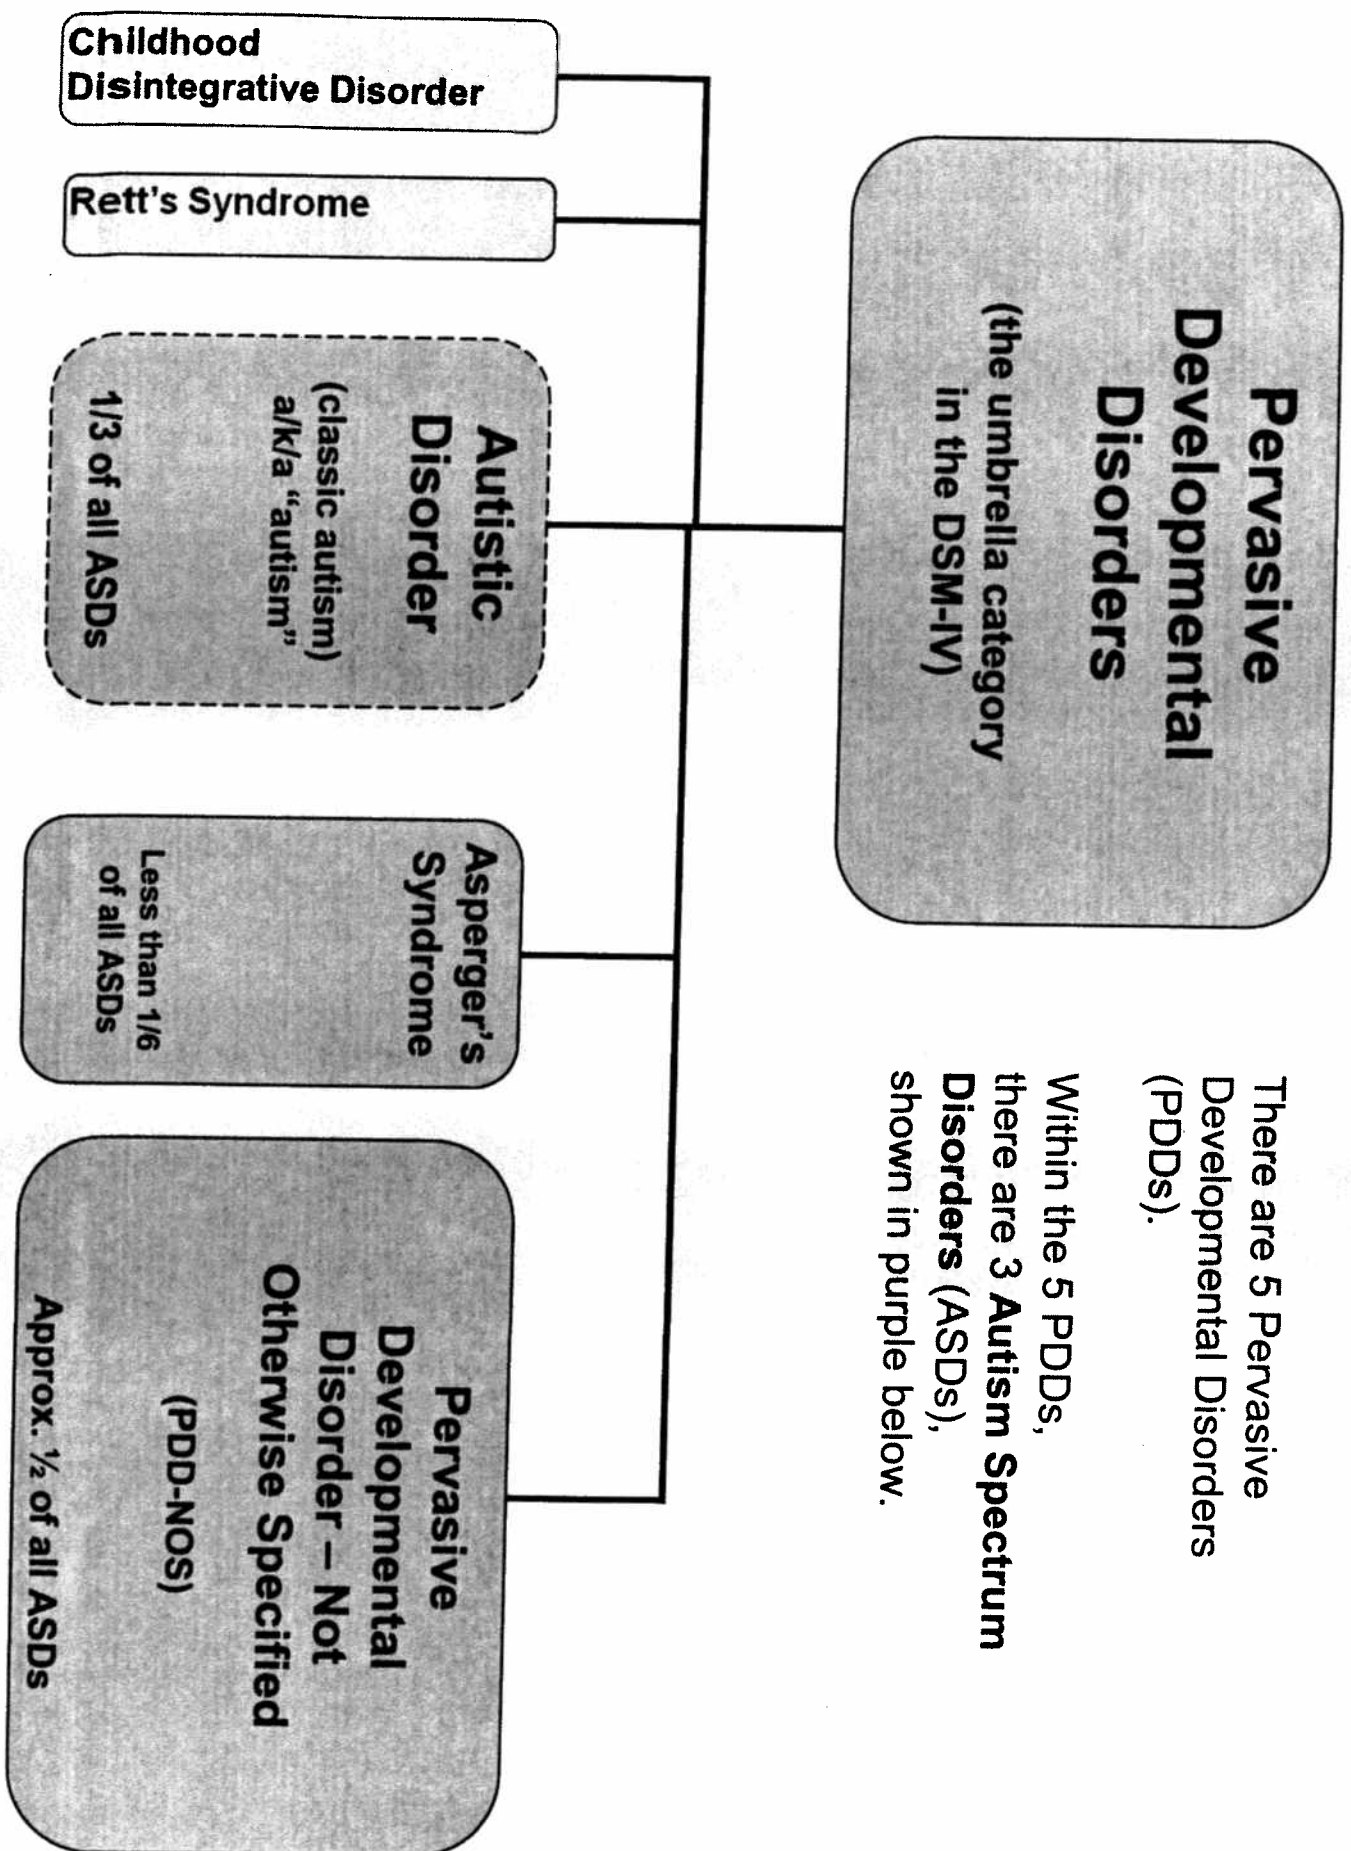 Pervasive
Developmental
Disorders
(the umbrella category
in the DSM-IV)
There are 5 Pervasive
Developmental Disorders
(PDDs).
Within the 5 PDDs,
there are 3 Autism Spectrum
Disorders (ASDs),
shown in purple below.
Childhood
Disintegrative Disorder
Rett's Syndrome
Autistic
Disorder
(classic autism)
a/k/a "autism"
1/3 of all ASDs
Asperger's
Syndrome
Less than 1/6
of all ASDs
Pervasive
Developmental
Disorder – Not
Otherwise Specified
(PDD-NOS)
Approx. ½ of all ASDs